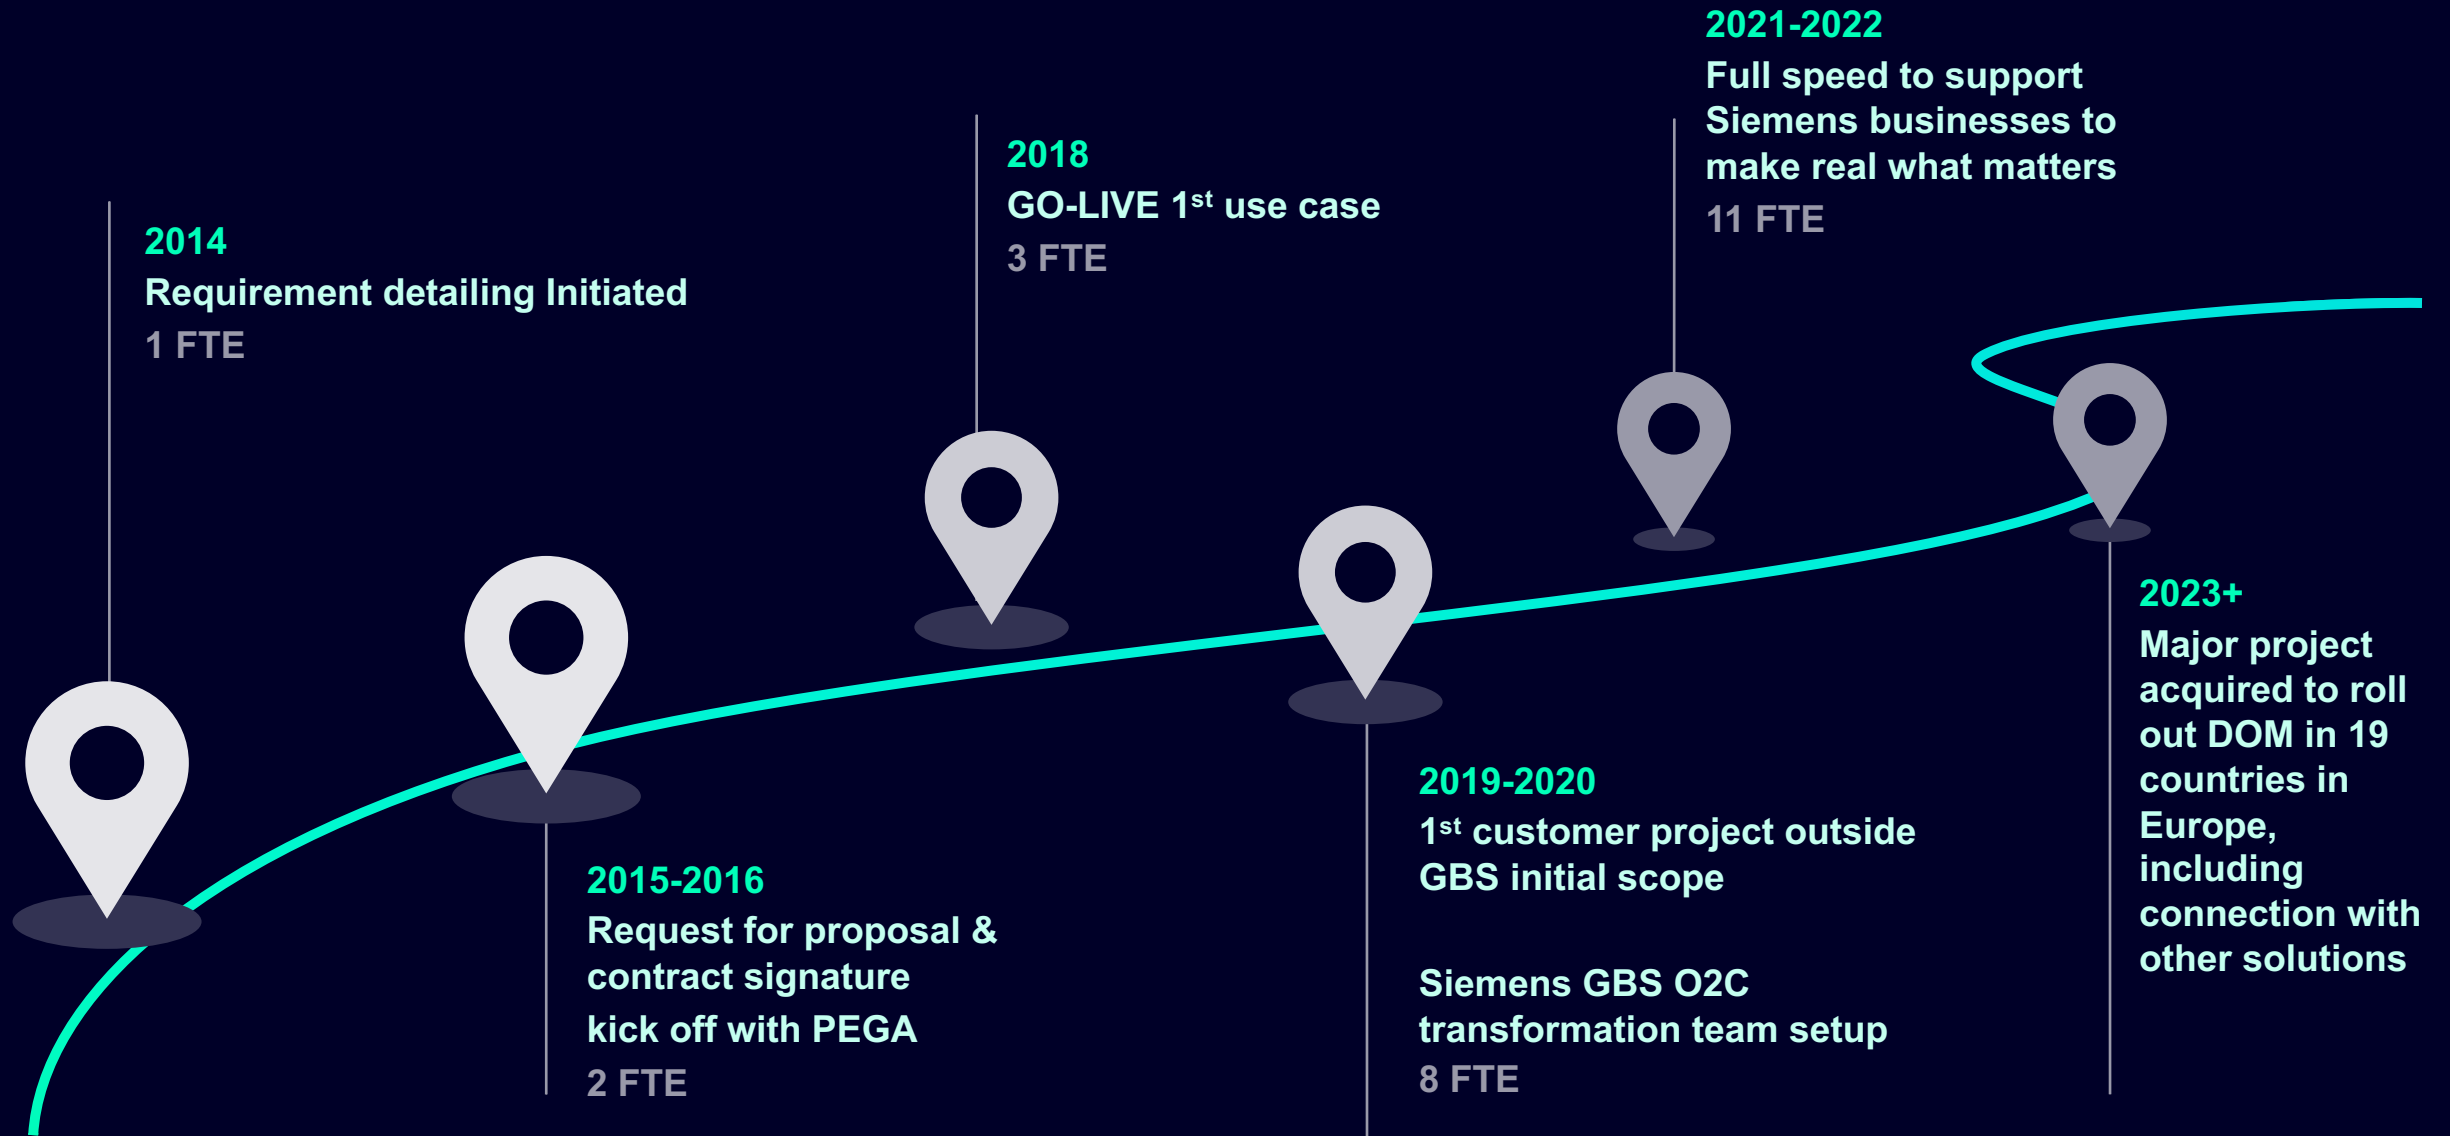 2014
Requirement detailing Initiated
1 FTE
2015-2016
Request for proposal &
contract signature
kick off with PEGA
2 FTE
2018
GO-LIVE 1st use case
3 FTE
2019-2020
1st customer project outside
GBS initial scope
Siemens GBS O2C
transformation team setup
8 FTE
2021-2022
Full speed to support
Siemens businesses to
make real what matters
11 FTE
2023+
Major project
acquired to roll
out DOM in 19
countries in
Europe,
including
connection with
other solutions